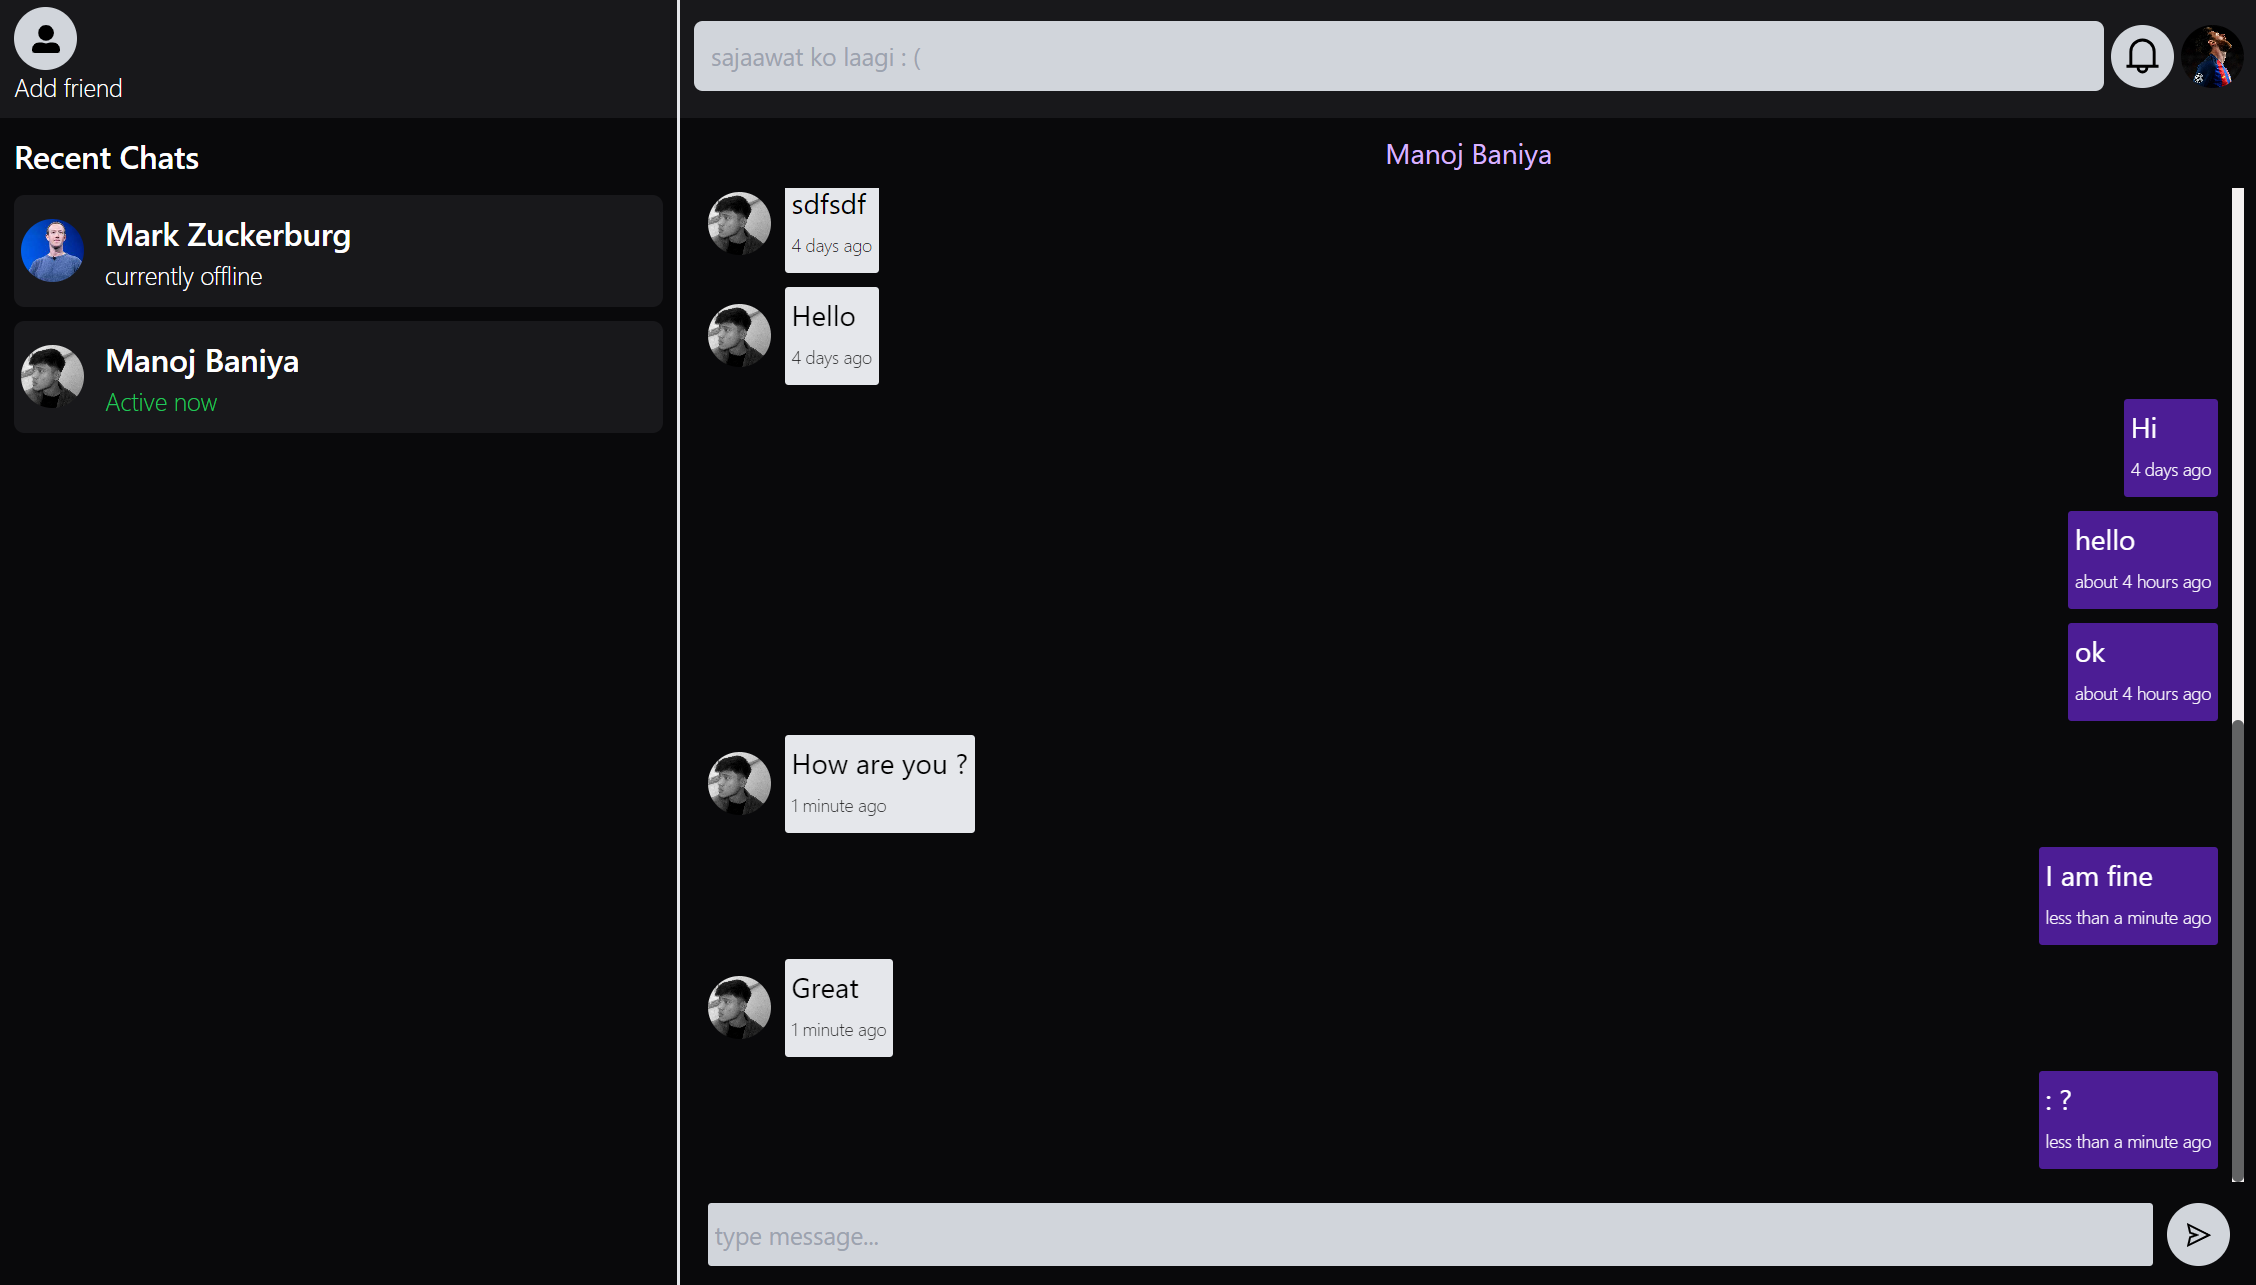 Add friend
Recent Chats
Mark Zuckerburg
currently offline
Manoj Baniya
Active now
sajaawat ko laagi : (
Manoj Baniya
sdfsdf
4 days ago
Hello
4 days ago
Hi
4 days ago
hello
about 4 hours ago
ok
about 4 hours ago
How are you ?
1 minute ago
I am fine
less than a minute ago
Great
1 minute ago
: ?
less than a minute ago
type message...